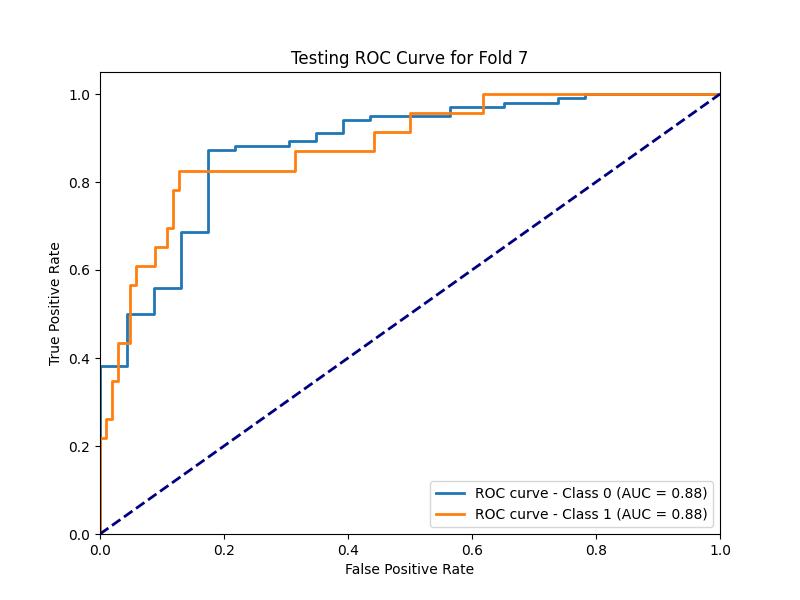 Testing ROC Curve for Fold 7
True Positive Rate
1.0
0.8
0.6
0.4
0.2
0.0
ROC curve - Class 0 (AUC = 0.88)
ROC curve - Class 1 (AUC = 0.88)
0.0 0.2 0.4 0.6 0.8 1.0
False Positive Rate